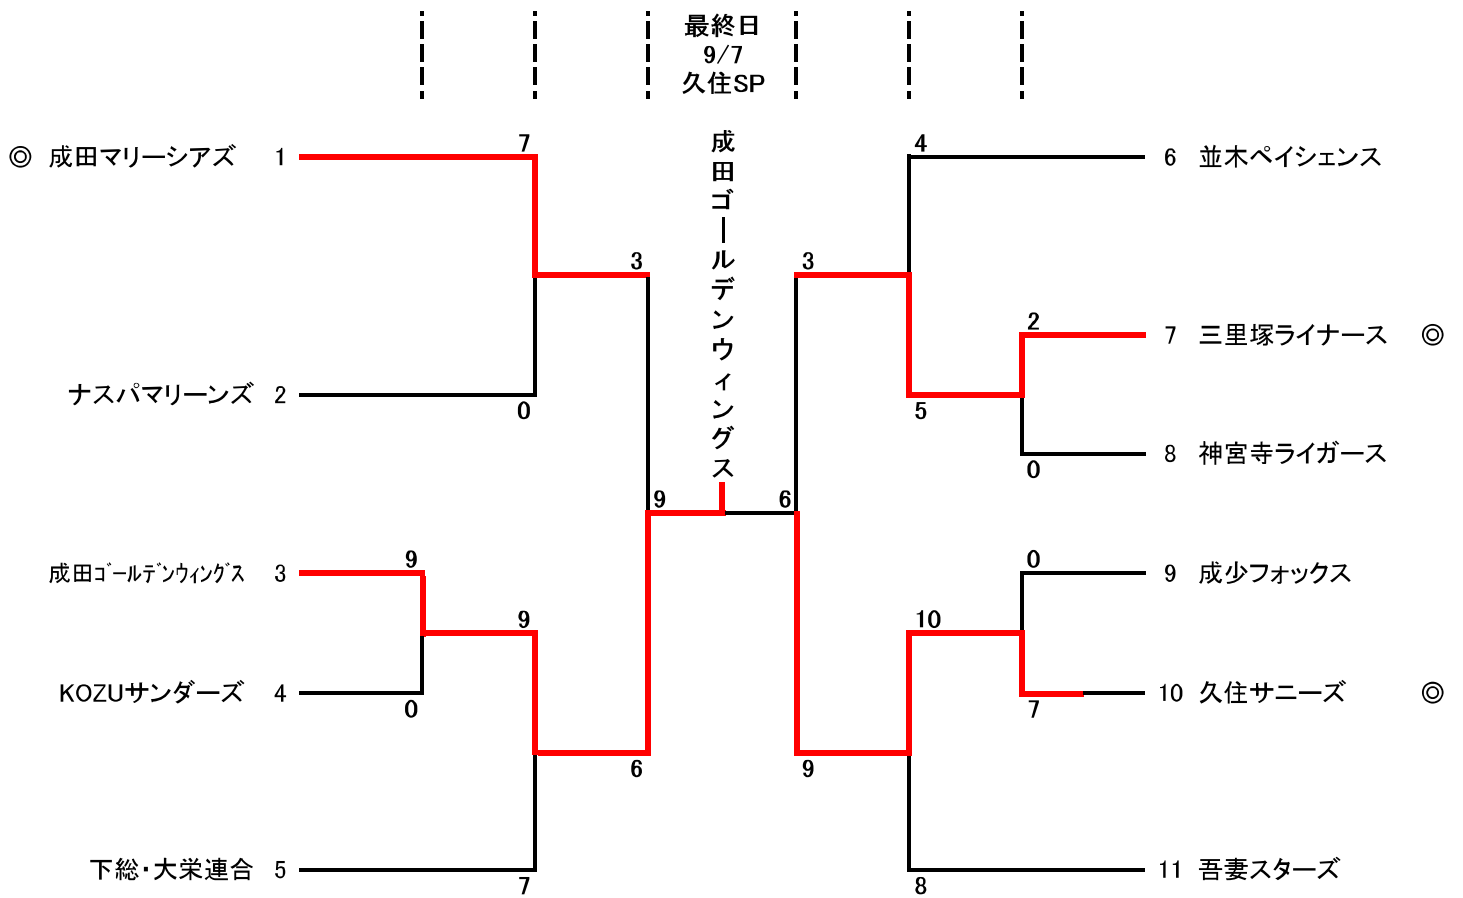 最終日
9/7
久住SP
成田ゴールデンウィングス
◎ 成田マリーシアズ 1
7
3
ナスパマリーンズ 2
0
9
成田ｺﾞｰﾙﾃﾞﾝｳｨﾝｸﾞｽ 3
9
9
KOZUサンダーズ 4
0
6
下総・大栄連合 5
7
4
6 並木ペイシェンス
3
2
7 三里塚ライナース ◎
5
8 神宮寺ライガース
0
6
0
9 成少フォックス
10
10 久住サニーズ ◎
7
9
11 吾妻スターズ
8